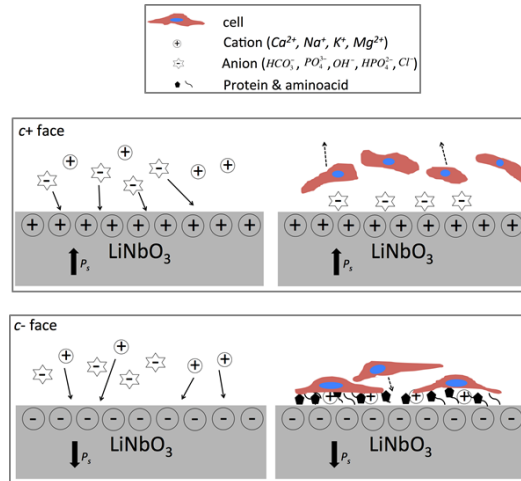 cell
Cation (Ca²⁺, Na⁺, K⁺, Mg²⁺)
Anion (HCO₃⁻, PO₄³⁻, OH⁻, HPO₄²⁻, Cl⁻)
Protein & aminoacid
c+ face
LiNbO₃
Pₛ
LiNbO₃
Pₛ
c- face
LiNbO₃
Pₛ
LiNbO₃
Pₛ